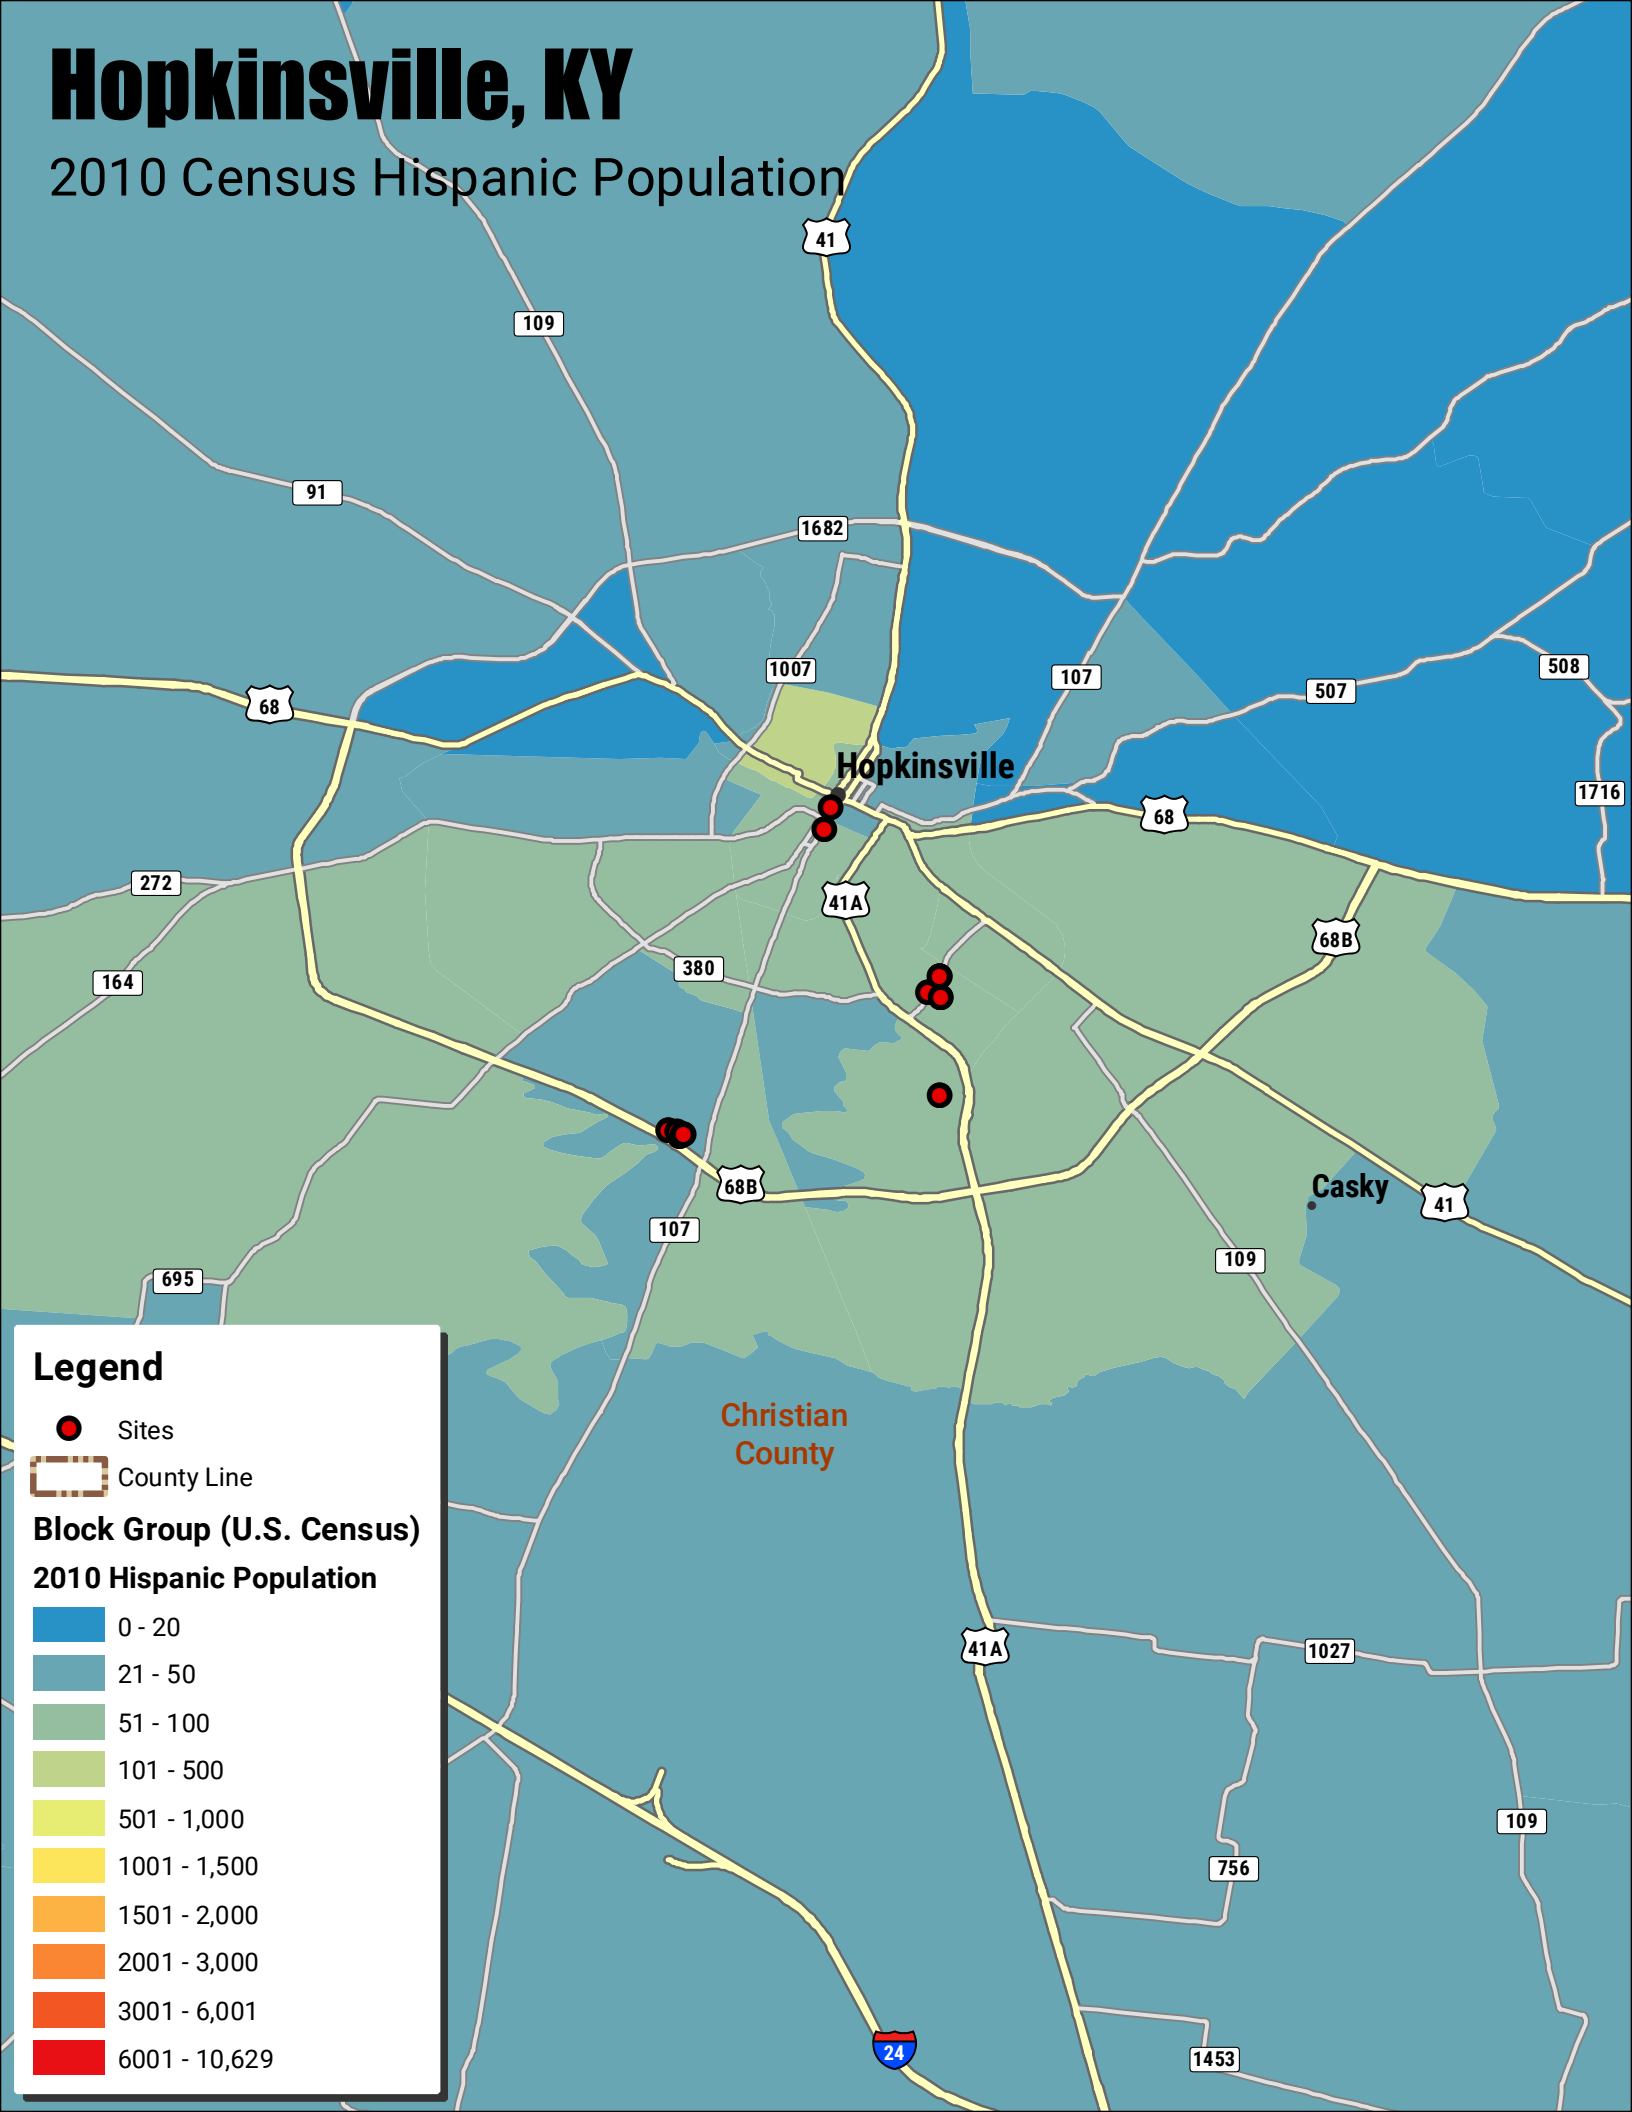 Hopkinsville, KY
2010 Census Hispanic Population
41
109
91
1682
1007
107
508
507
68
Hopkinsville
1716
68
272
41A
68B
380
164
Casky
68B
41
107
109
695
Christian
County
Legend
Sites
County Line
Block Group (U.S. Census)
2010 Hispanic Population
0 - 20
21 - 50
51 - 100
101 - 500
501 - 1,000
1001 - 1,500
1501 - 2,000
2001 - 3,000
3001 - 6,001
6001 - 10,629
41A
1027
109
756
24
1453